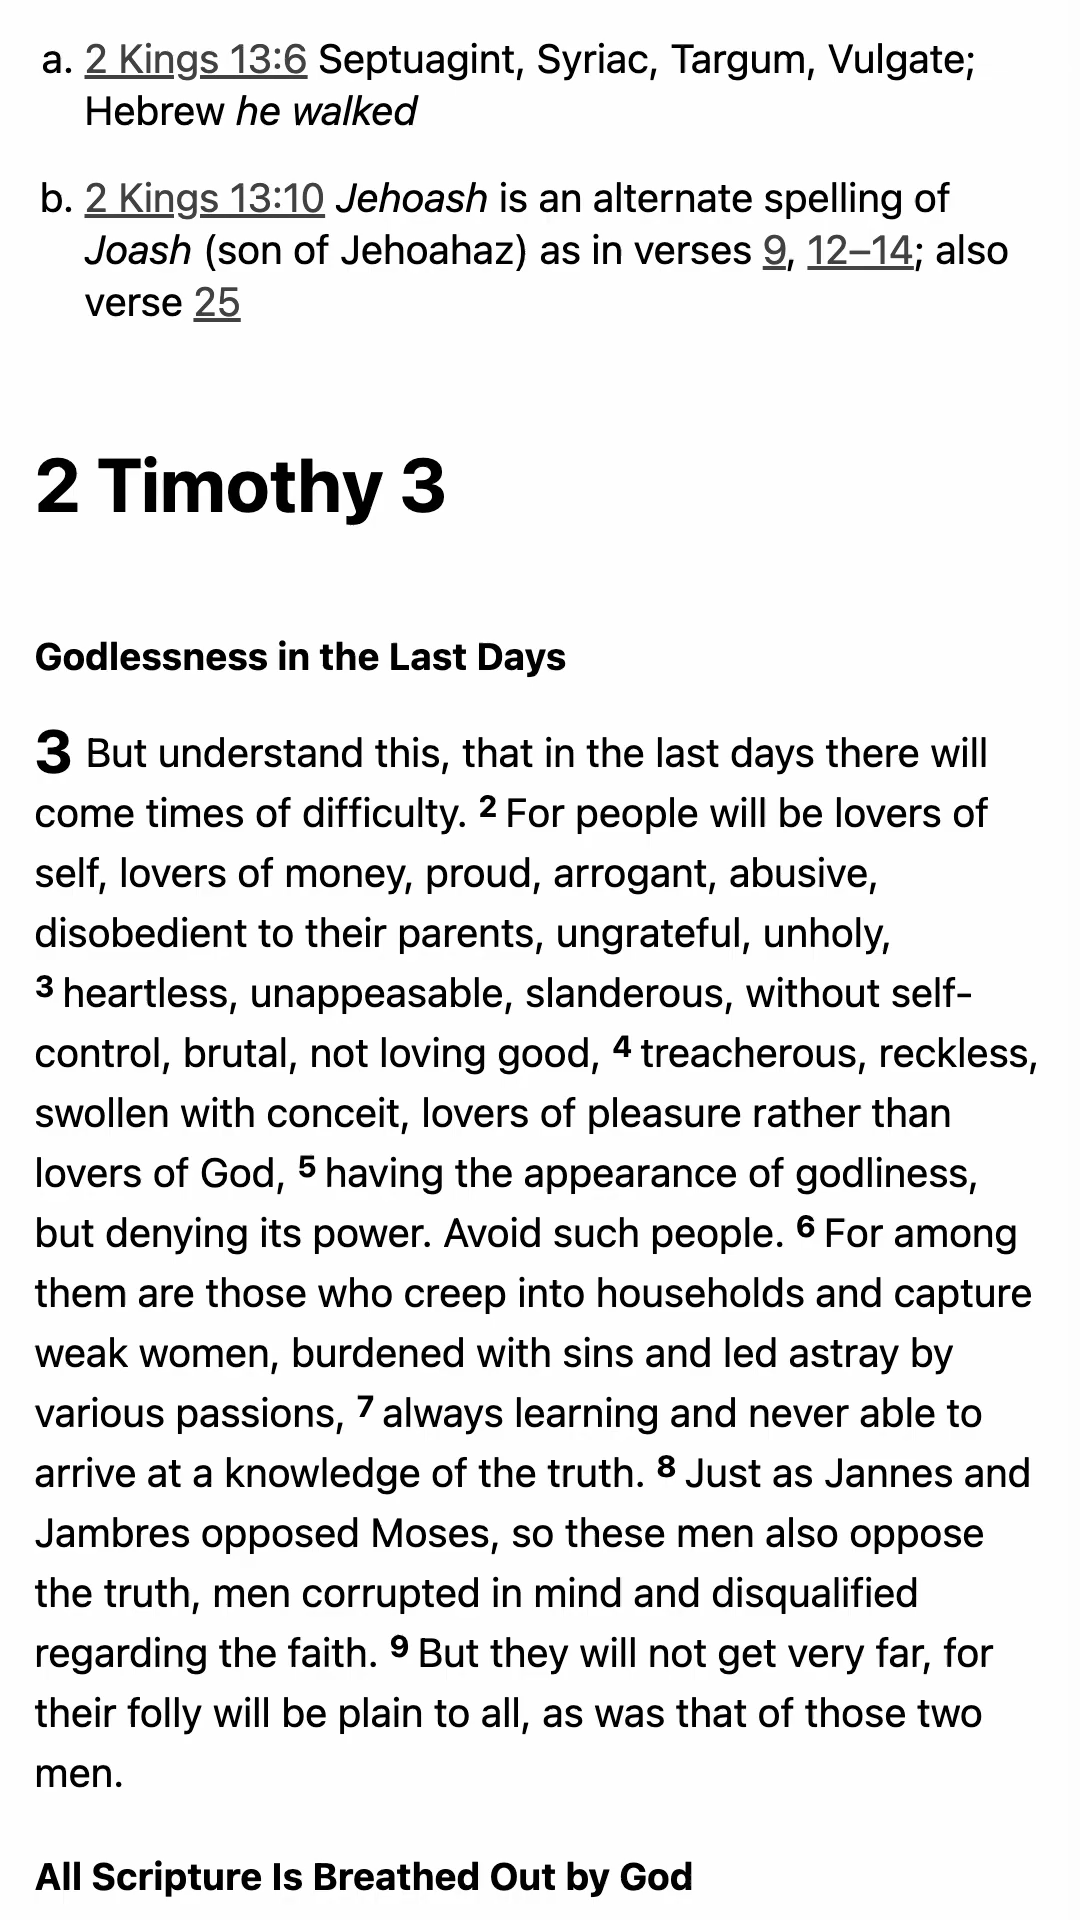 a. 2 Kings 13:6 Septuagint, Syriac, Targum, Vulgate;
Hebrew he walked
b. 2 Kings 13:10 Jehoash is an alternate spelling of
Joash (son of Jehoahaz) as in verses 9, 12–14; also
verse 25
2 Timothy 3
Godlessness in the Last Days
3 But understand this, that in the last days there will
come times of difficulty. 2 For people will be lovers of
self, lovers of money, proud, arrogant, abusive,
disobedient to their parents, ungrateful, unholy,
3 heartless, unappeasable, slanderous, without self-
control, brutal, not loving good, 4 treacherous, reckless,
swollen with conceit, lovers of pleasure rather than
lovers of God, 5 having the appearance of godliness,
but denying its power. Avoid such people. 6 For among
them are those who creep into households and capture
weak women, burdened with sins and led astray by
various passions, 7 always learning and never able to
arrive at a knowledge of the truth. 8 Just as Jannes and
Jambres opposed Moses, so these men also oppose
the truth, men corrupted in mind and disqualified
regarding the faith. 9 But they will not get very far, for
their folly will be plain to all, as was that of those two
men.
All Scripture Is Breathed Out by God